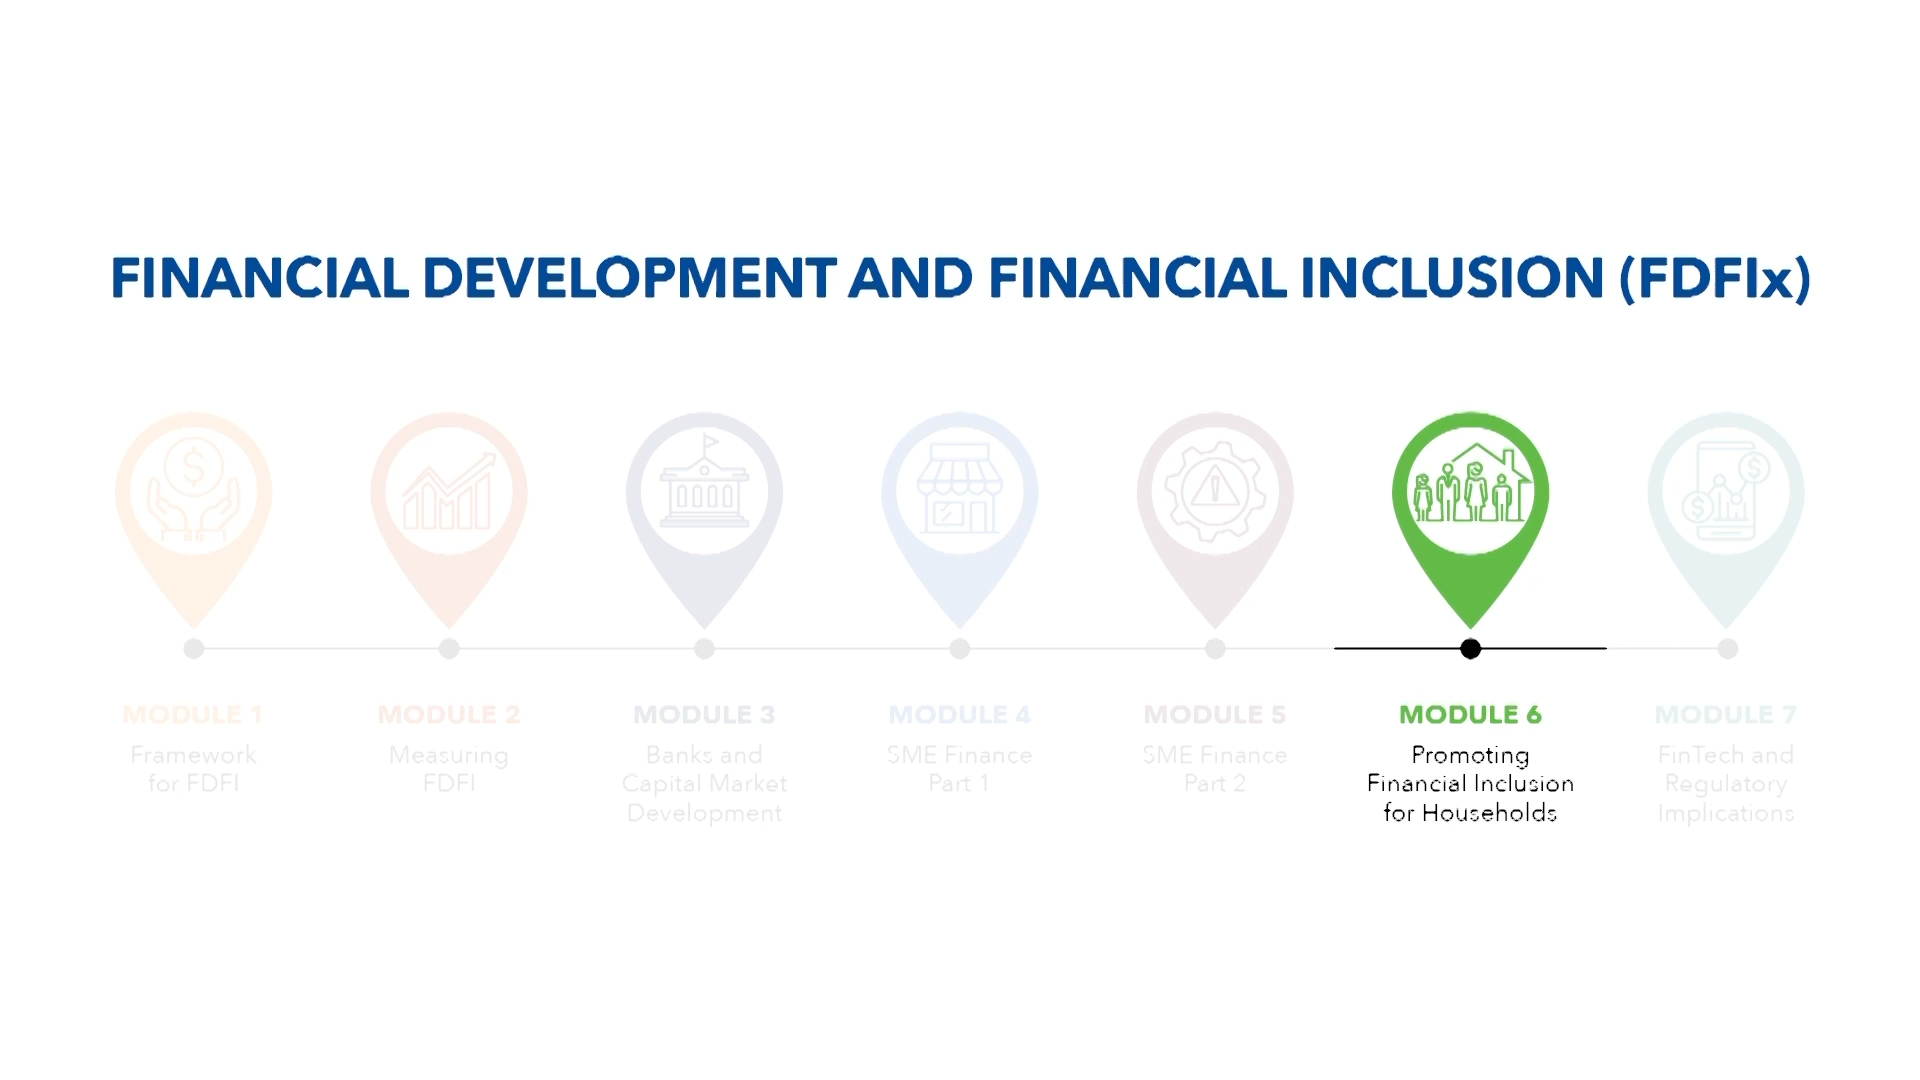 FINANCIAL DEVELOPMENT AND FINANCIAL INCLUSION (FDFIx)
MODULE 1
Framework
for FDFI
MODULE 2
Measuring
FDFI
MODULE 3
Banks and
Capital Market
Development
MODULE 4
SME Finance
Part 1
MODULE 5
SME Finance
Part 2
MODULE 6
Promoting
Financial Inclusion
for Households
MODULE 7
FinTech and
Regulatory
Implications